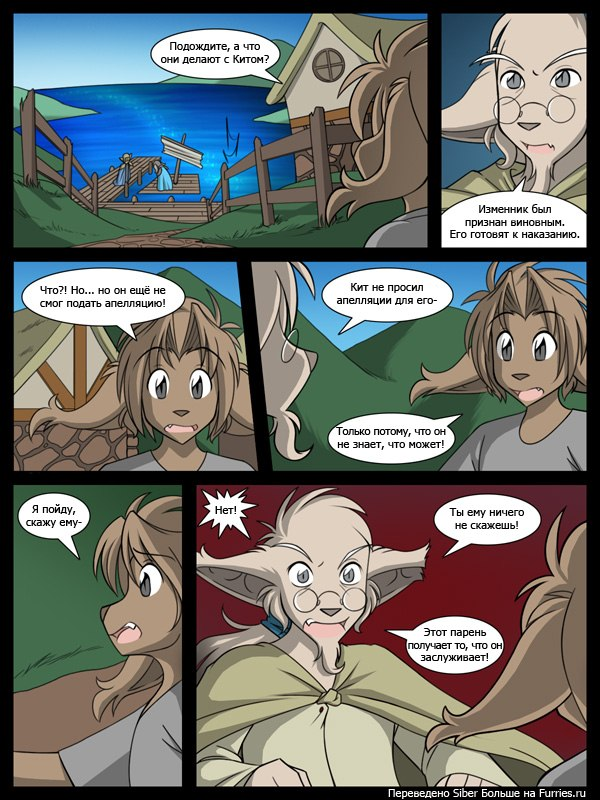 Подождите, а что
они делают с Китом?
Изменник был
признан виновным.
Его готовят к наказанию.
Что?! Но... но он ещё не
смог подать апелляцию!
Кит не просил
апелляции для его-
Только потому, что он
не знает, что может!
Я пойду,
скажу ему-
Нет!
Ты ему ничего
не скажешь!
Этот парень
получает то, что он
заслуживает!
Переведено Siber Больше на Furries.ru